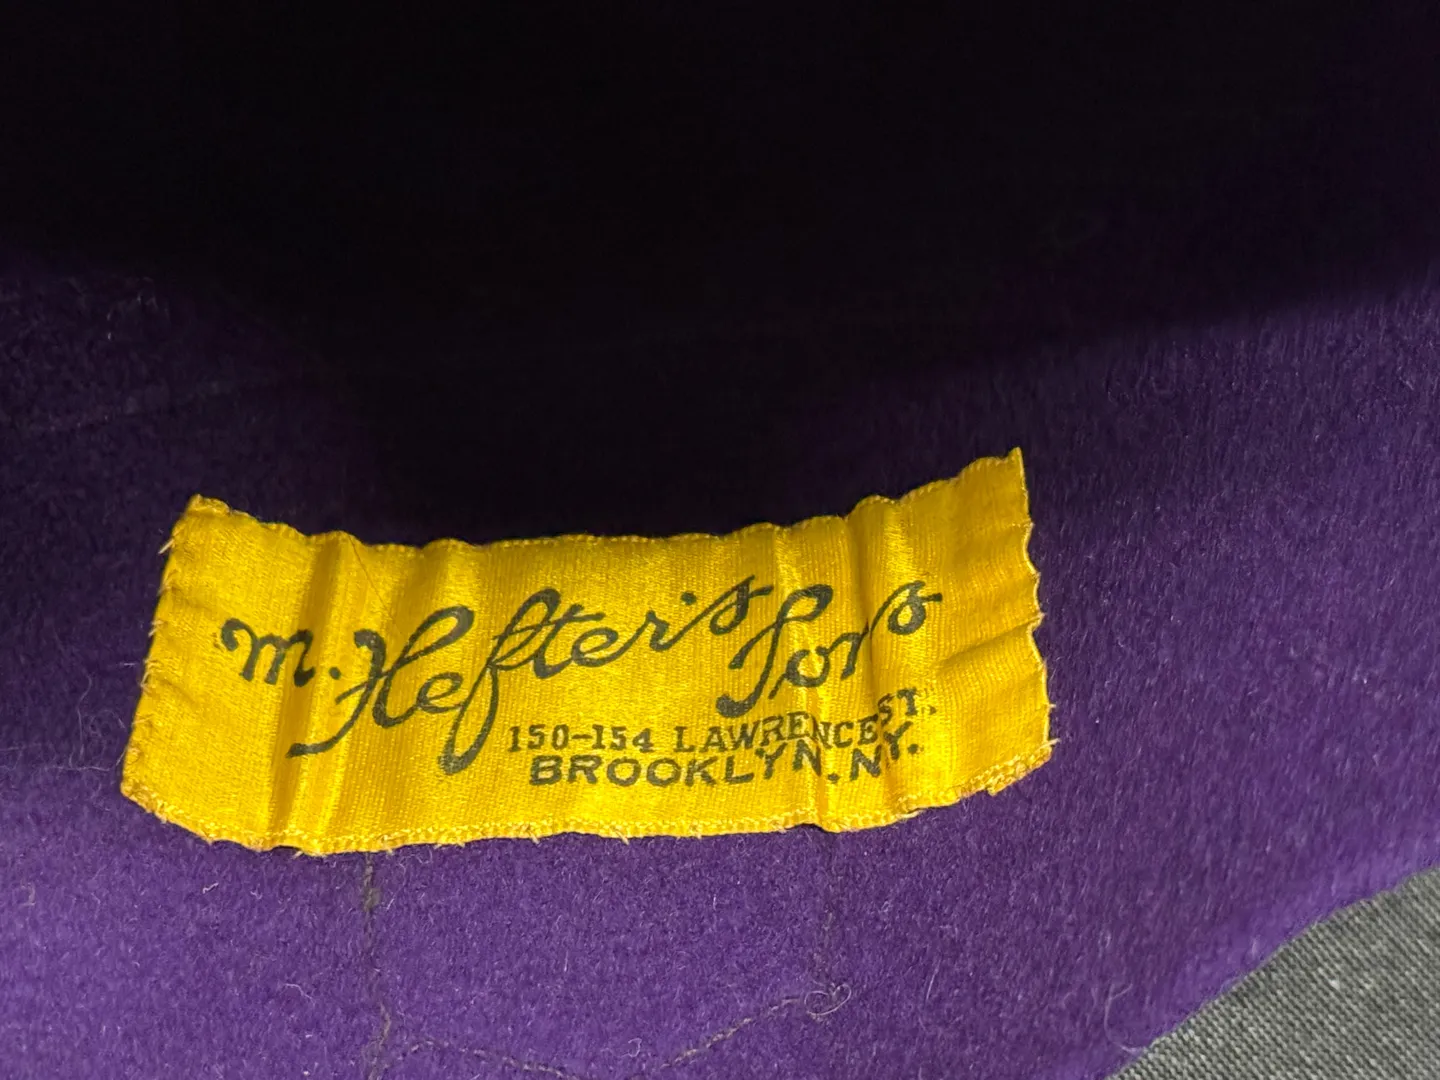 M. Hefter's Sons
150-154 LAWRENCE ST.
BROOKLYN. N.Y.